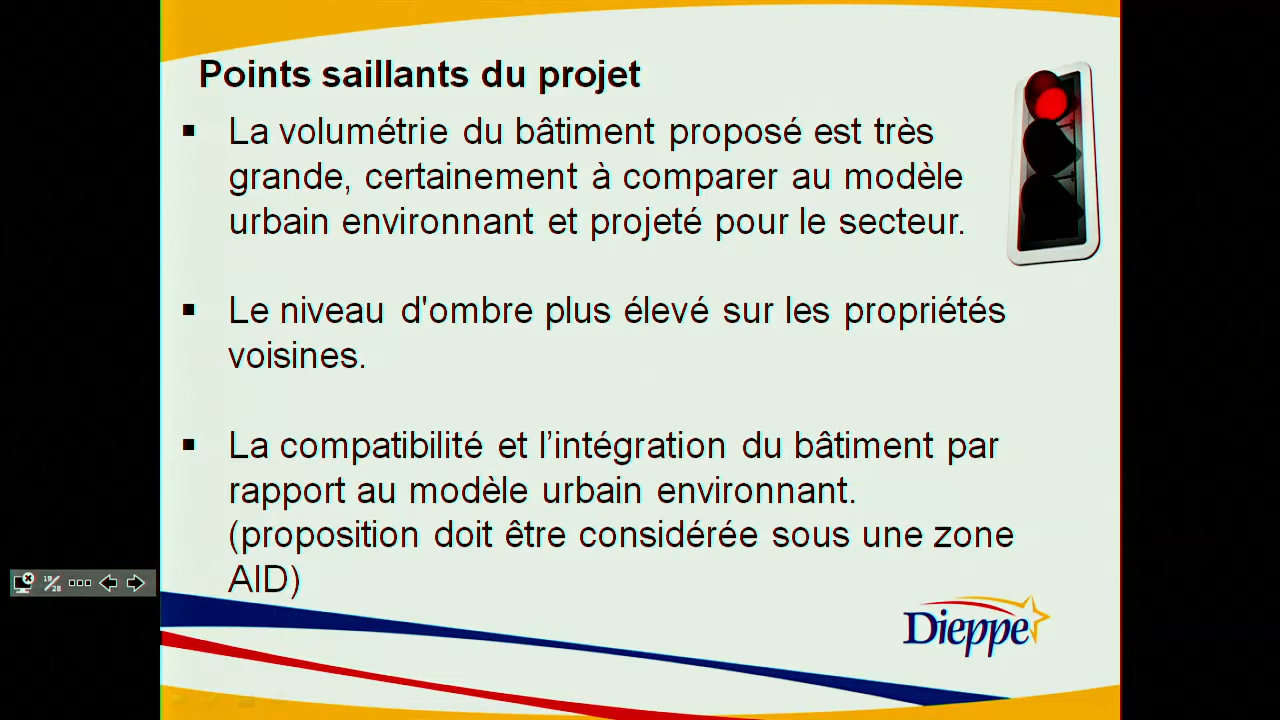 Points saillants du projet
▪ La volumétrie du bâtiment proposé est très
grande, certainement à comparer au modèle
urbain environnant et projeté pour le secteur.
▪ Le niveau d'ombre plus élevé sur les propriétés
voisines.
▪ La compatibilité et l’intégration du bâtiment par
rapport au modèle urbain environnant.
(proposition doit être considérée sous une zone
AID)
19/28
Dieppe